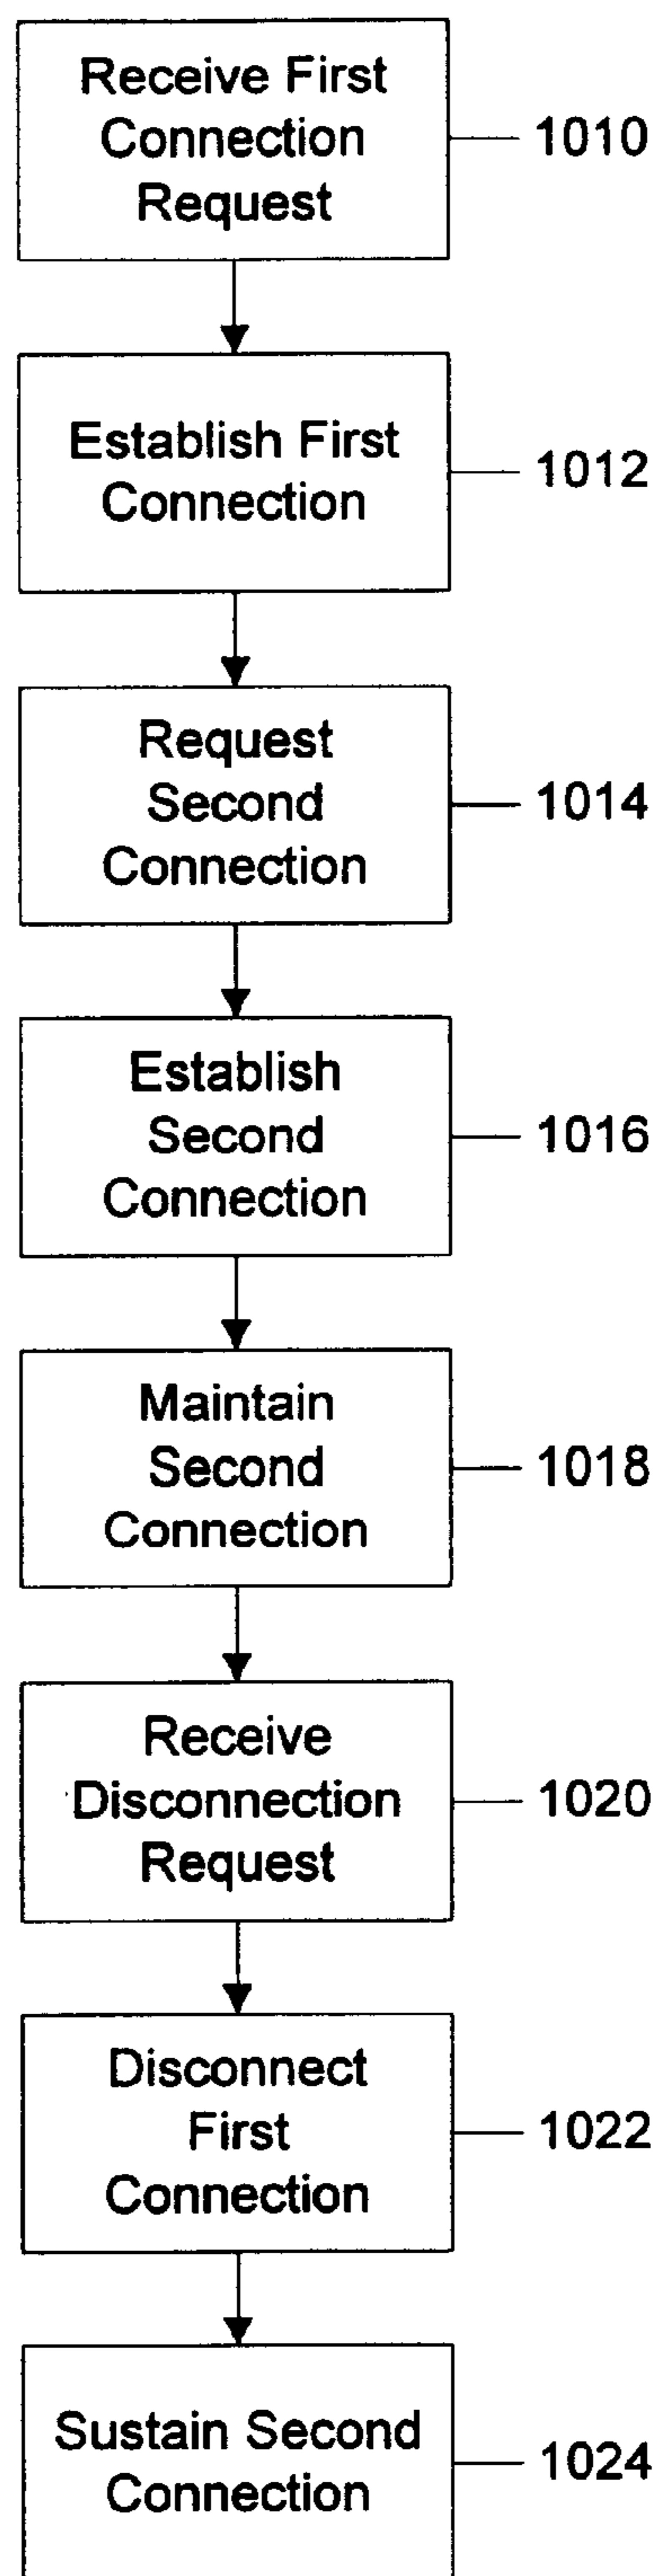 Receive First
Connection
Request
1010
Establish First
Connection
1012
Request
Second
Connection
1014
Establish
Second
Connection
1016
Maintain
Second
Connection
1018
Receive
Disconnection
Request
1020
Disconnect
First
Connection
1022
Sustain Second
Connection
1024